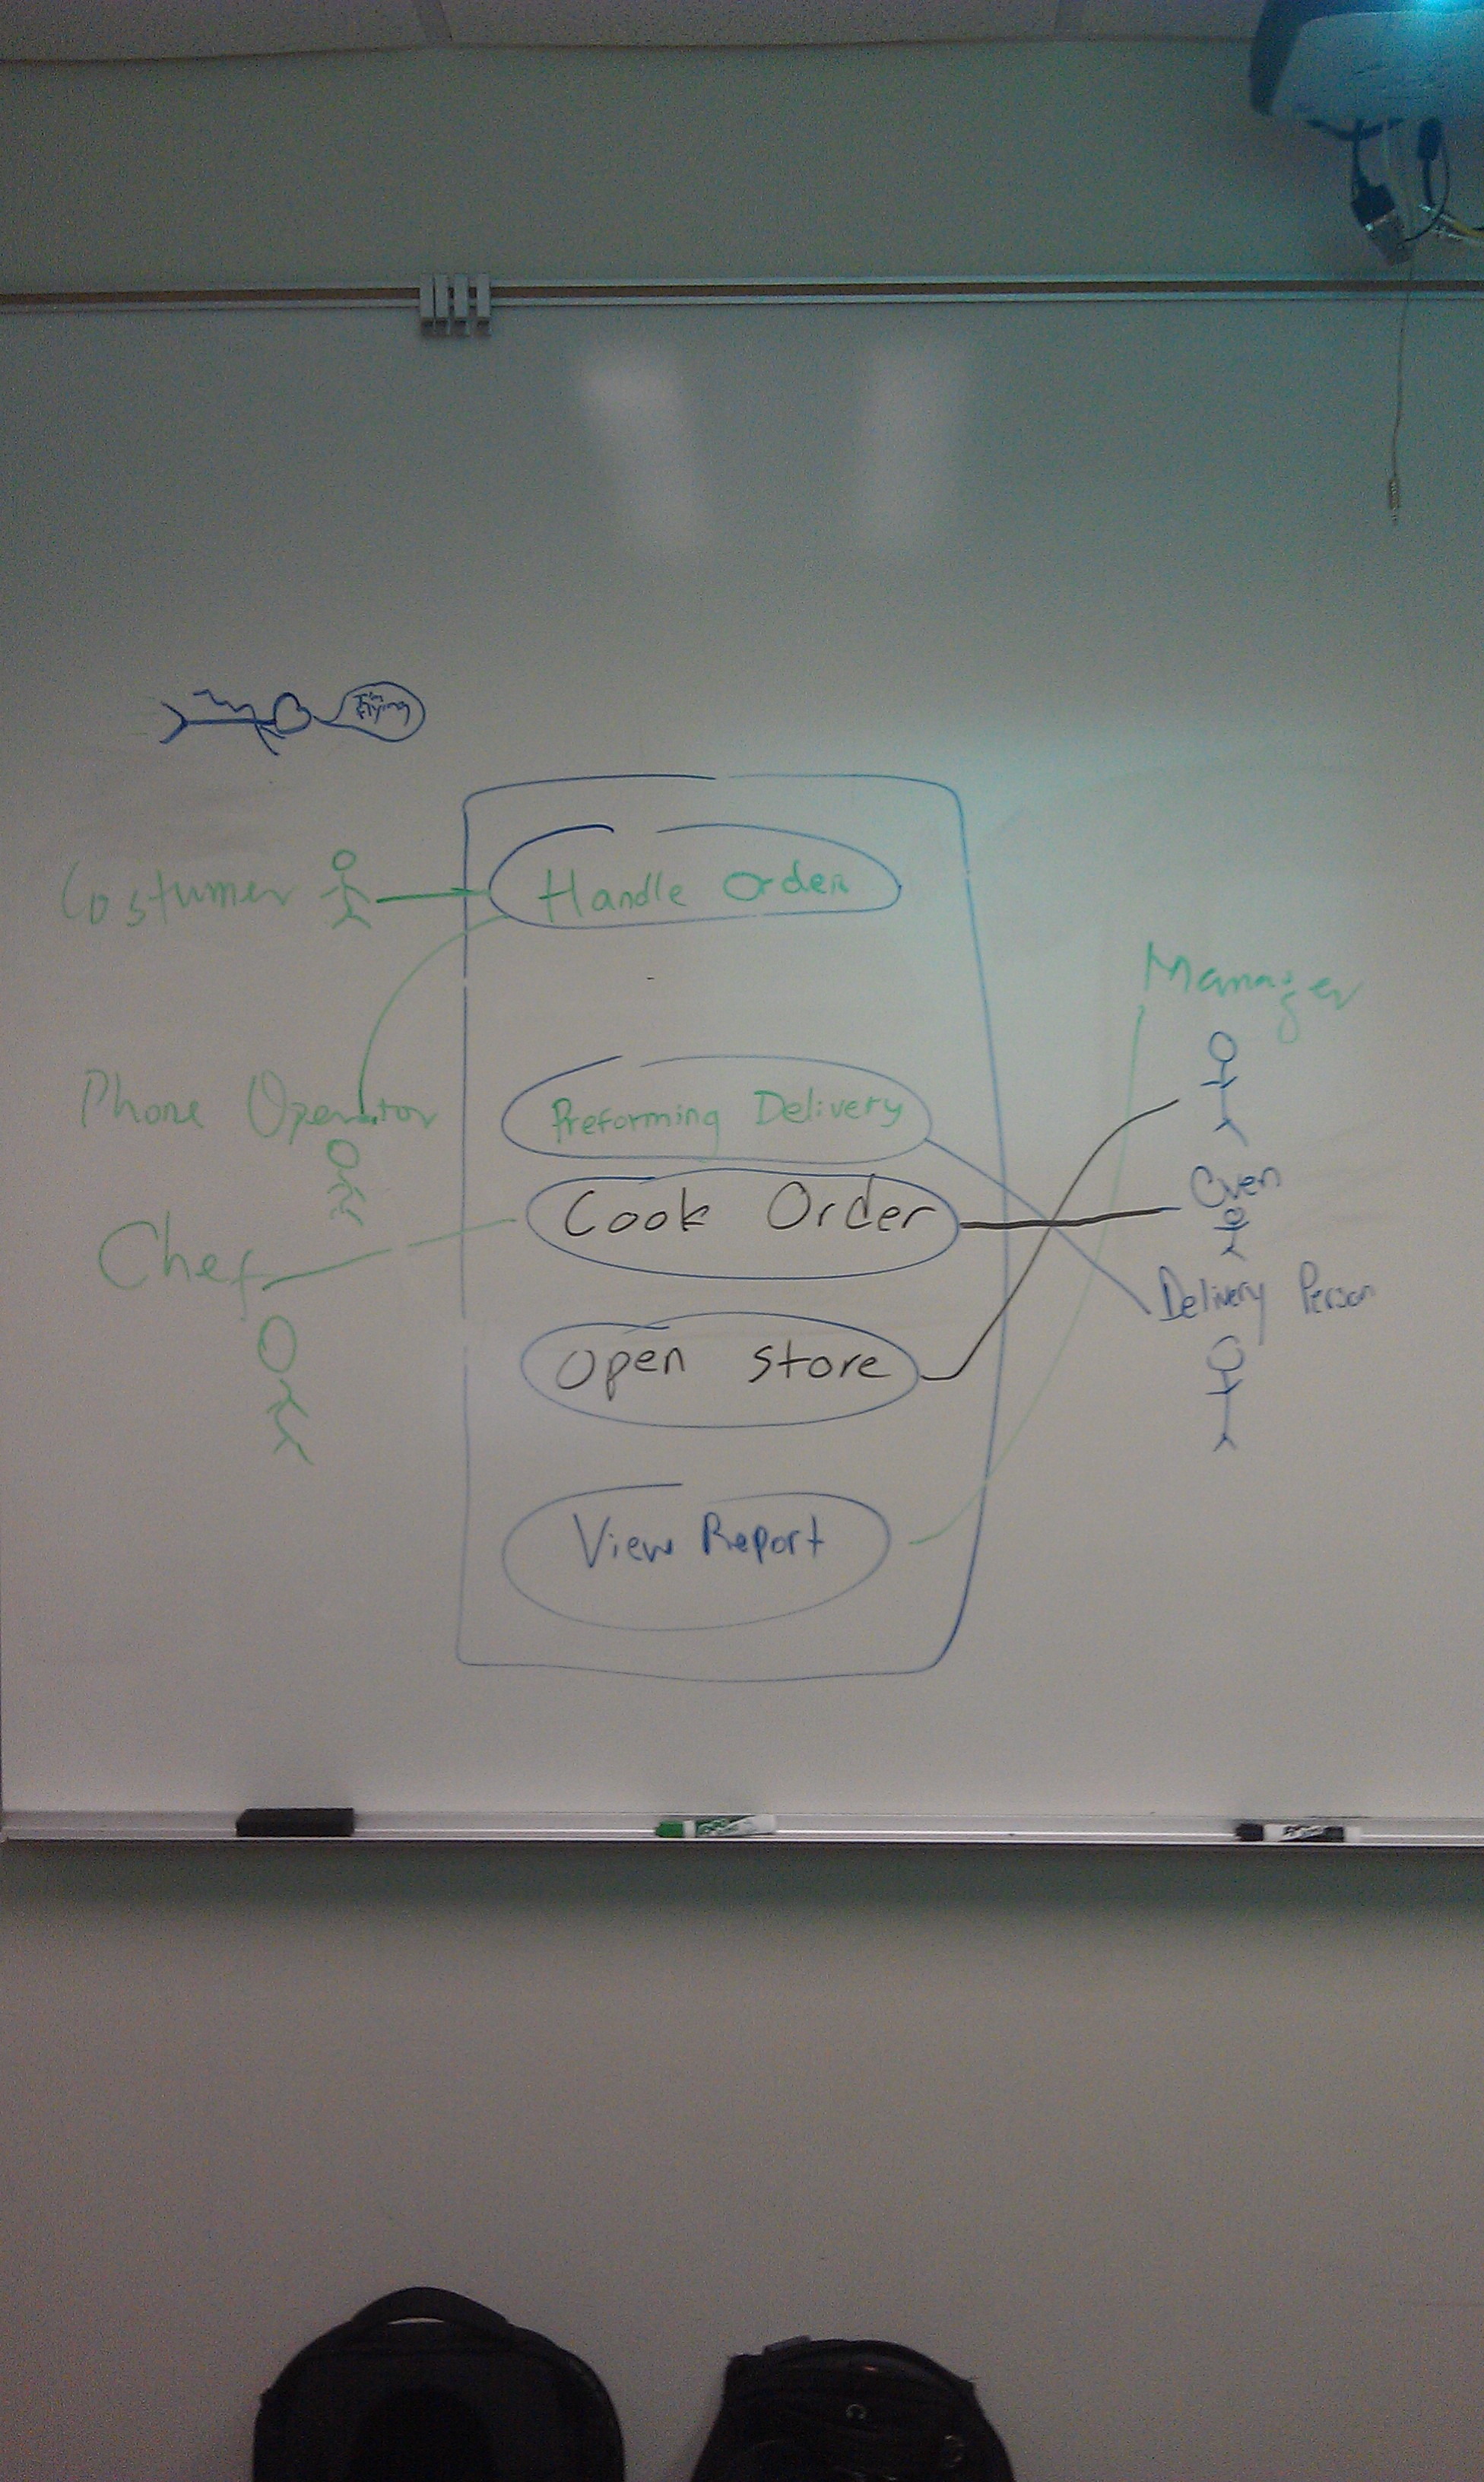 I'm
flying
Costumer
Handle Order
Manager
Phone Operator
Preforming Delivery
Cook Order
Oven
Chef
Delivery Person
Open store
View Report